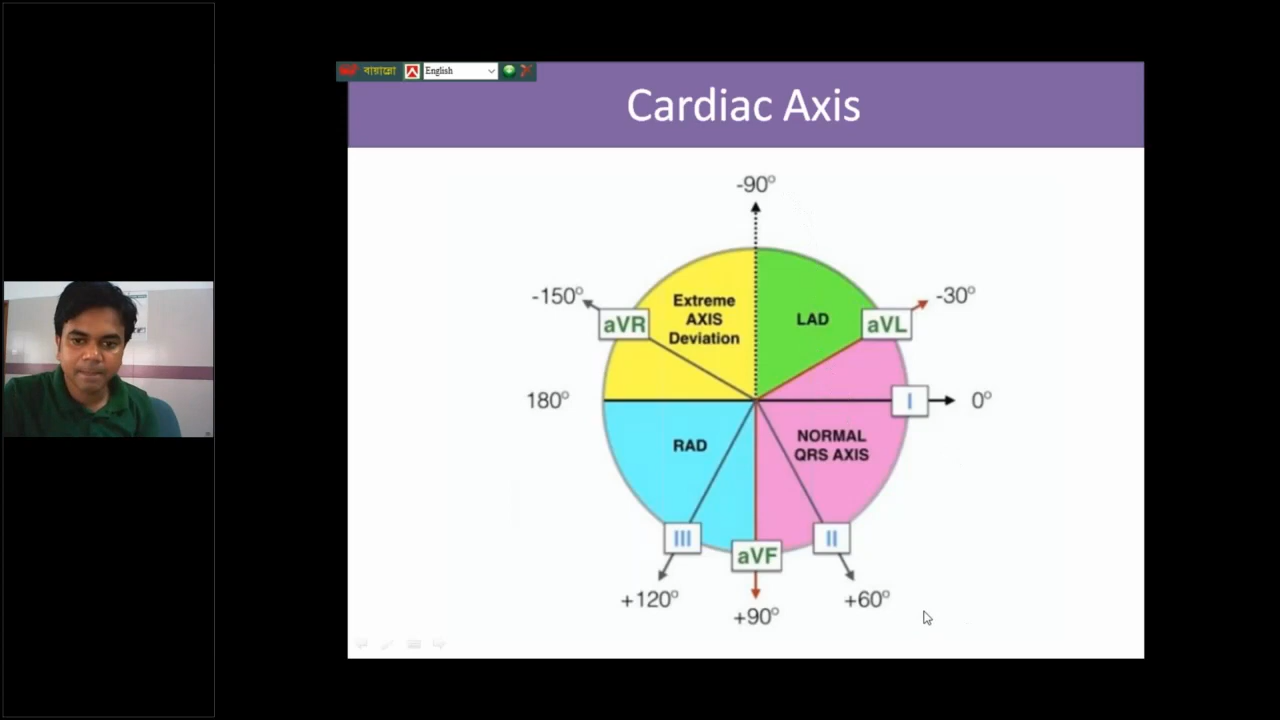 বায়ান্নো English
Cardiac Axis
-90°
-150°
-30°
Extreme
AXIS
Deviation
LAD
aVR
aVL
180°
I
0°
RAD
NORMAL
QRS AXIS
III
aVF
II
+120°
+90°
+60°